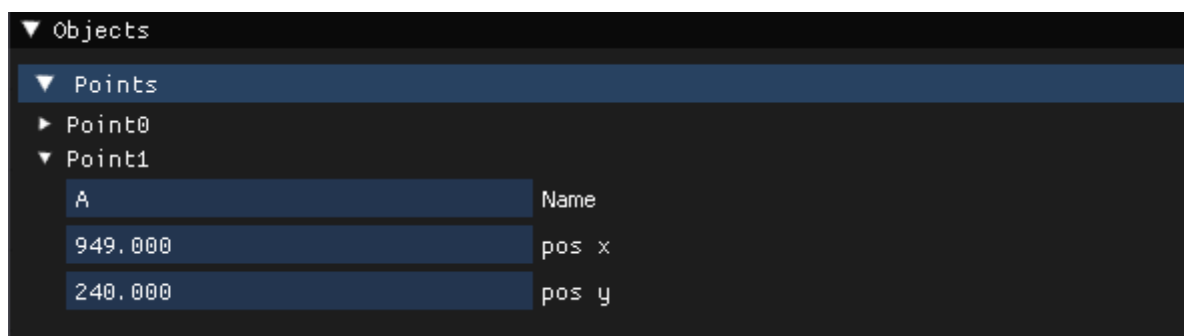 Objects
Points
Point0
Point1
A Name
949.000 pos x
240.000 pos y